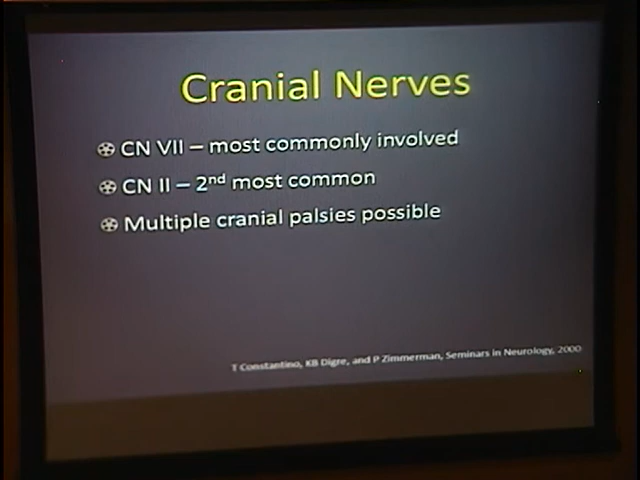 Cranial Nerves
CN VII – most commonly involved
CN II – 2nd most common
Multiple cranial palsies possible
T Constantino, KB Digre, and P Zimmerman, Seminars in Neurology, 2000